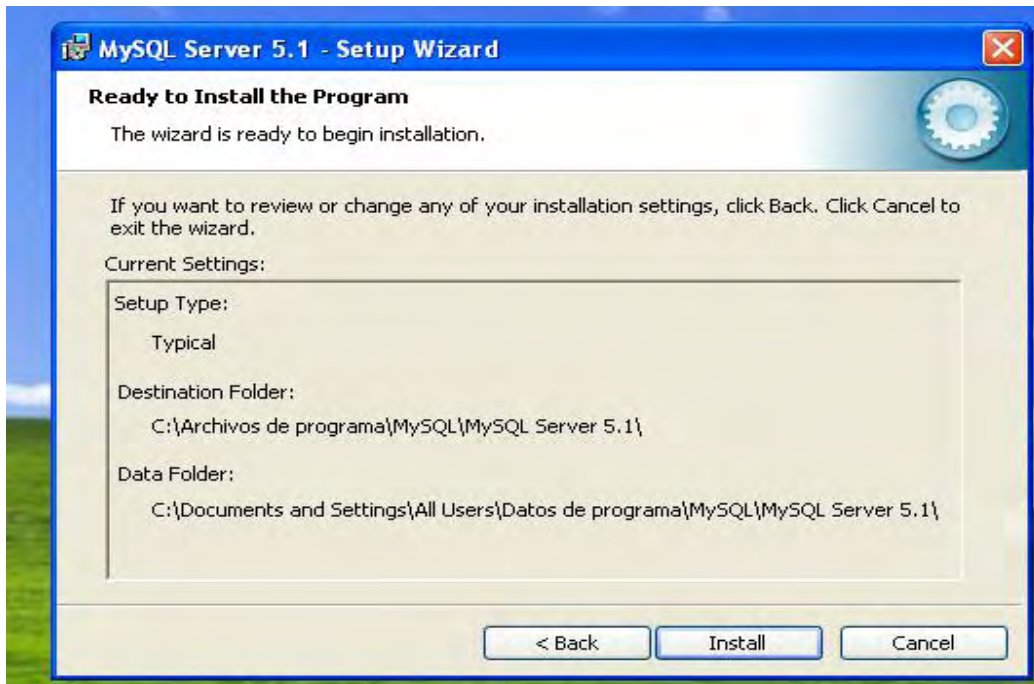 MySQL Server 5.1 - Setup Wizard
Ready to Install the Program
The wizard is ready to begin installation.
If you want to review or change any of your installation settings, click Back. Click Cancel to
exit the wizard.
Current Settings:
Setup Type:
Typical
Destination Folder:
C:\Archivos de programa\MySQL\MySQL Server 5.1\
Data Folder:
C:\Documents and Settings\All Users\Datos de programa\MySQL\MySQL Server 5.1\
< Back
Install
Cancel